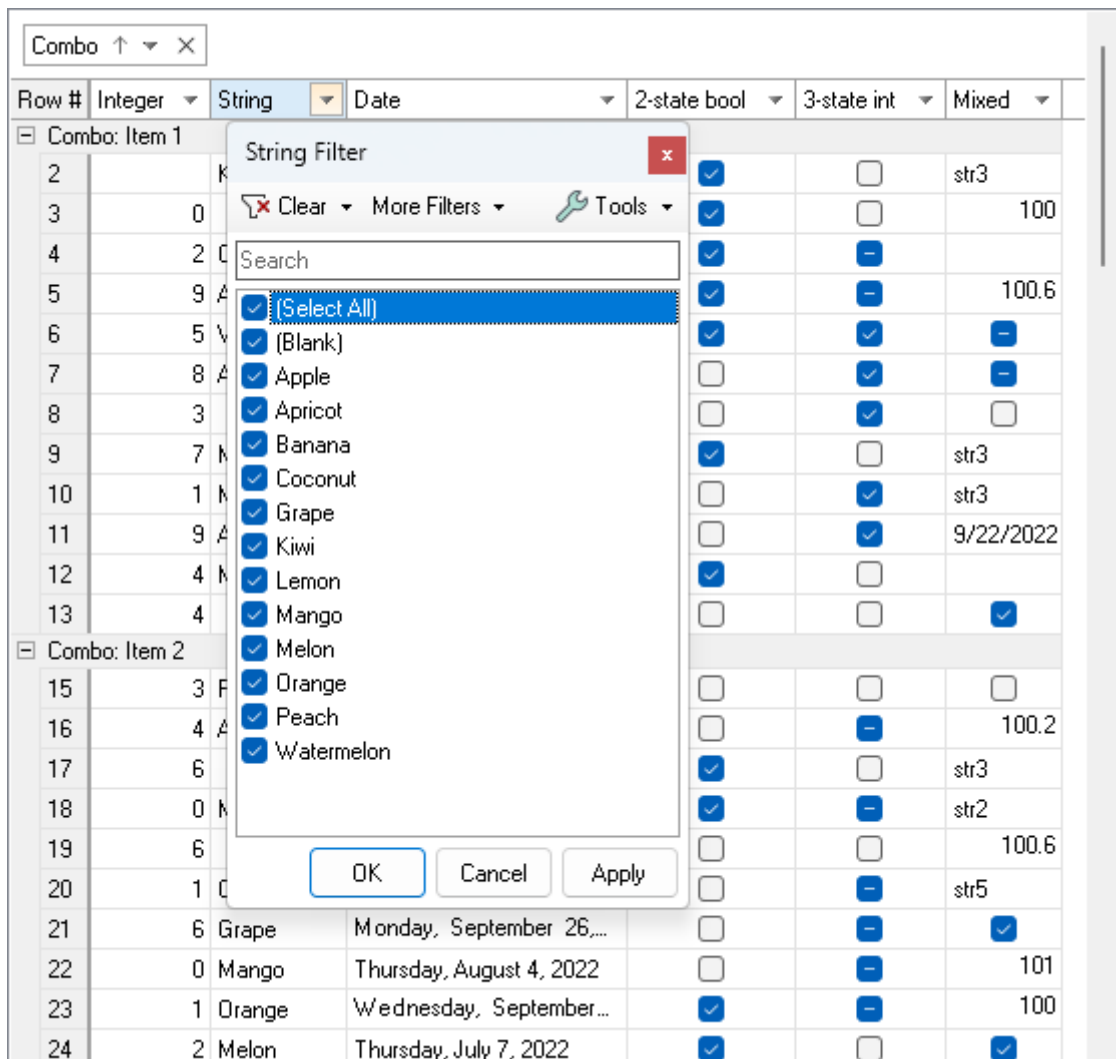 Combo
Row # Integer String Date 2-state bool 3-state int Mixed
Combo: Item 1
String Filter
Clear More Filters Tools
Search
(Select All)
(Blank)
Apple
Apricot
Banana
Coconut
Grape
Kiwi
Lemon
Mango
Melon
Orange
Peach
Watermelon
OK Cancel Apply
2 K str3
3 0 100
4 2
5 9 A 100.6
6 5 V
7 8 A
8 3
9 7 M str3
10 1 M str3
11 9 A 9/22/2022
12 4 M
13 4
Combo: Item 2
15 3 P
16 4 A 100.2
17 6 str3
18 0 M str2
19 6 100.6
20 1 str5
21 6 Grape Monday, September 26,...
22 0 Mango Thursday, August 4, 2022 101
23 1 Orange Wednesday, September... 100
24 2 Melon Thursday, July 7, 2022